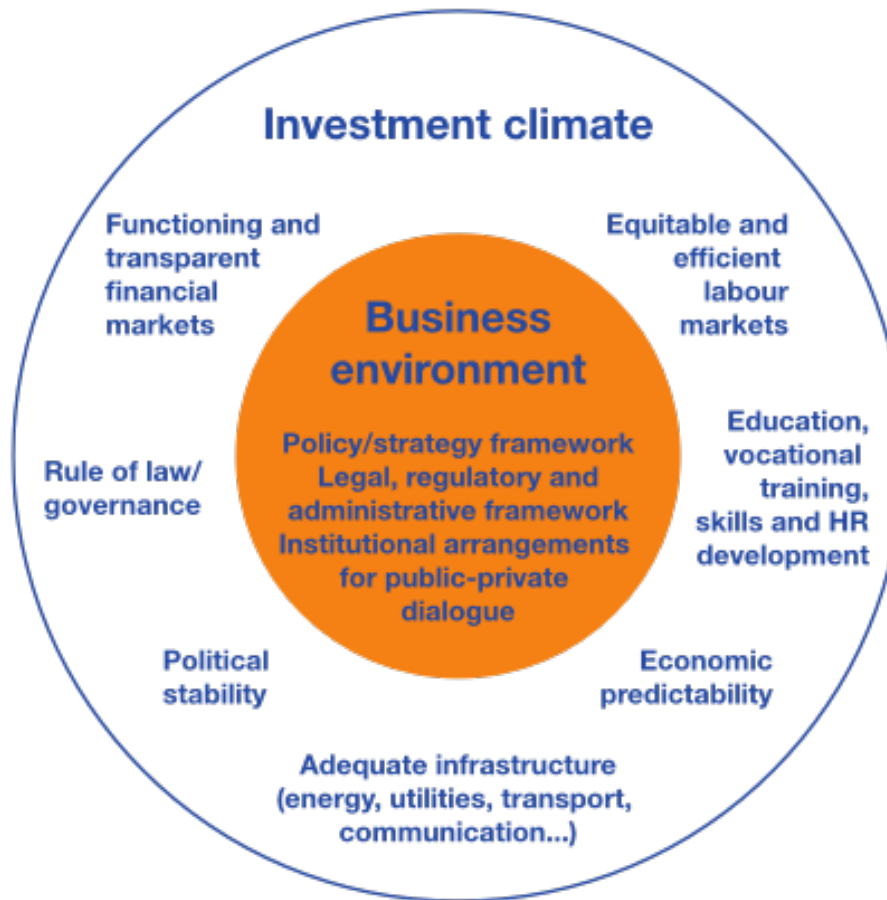 Investment climate
Functioning and
transparent
financial
markets
Equitable and
efficient
labour
markets
Business
environment
Policy/strategy framework
Legal, regulatory and
administrative framework
Institutional arrangements
for public-private
dialogue
Rule of law/
governance
Education,
vocational
training,
skills and HR
development
Political
stability
Economic
predictability
Adequate infrastructure
(energy, utilities, transport,
communication...)